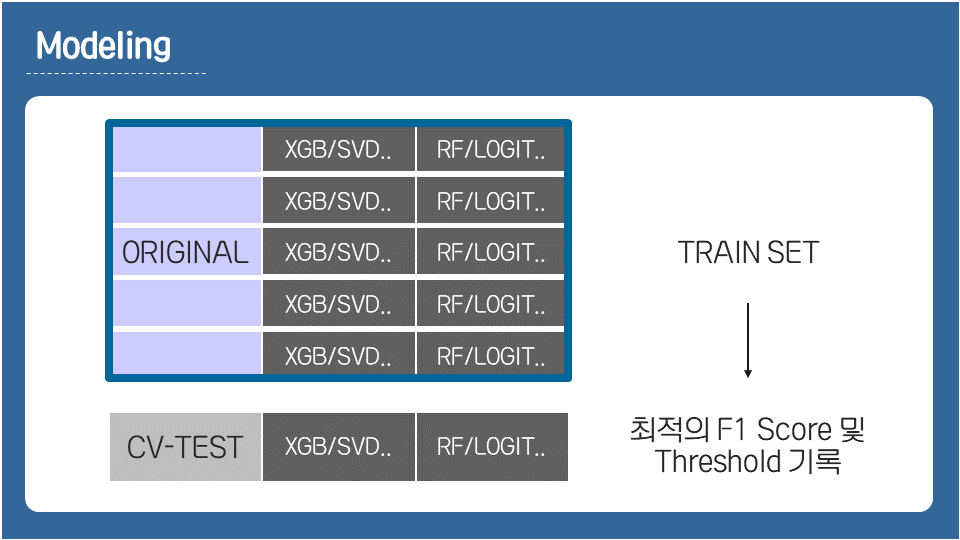 Modeling
XGB/SVD.. RF/LOGIT..
XGB/SVD.. RF/LOGIT..
ORIGINAL XGB/SVD.. RF/LOGIT..
XGB/SVD.. RF/LOGIT..
XGB/SVD.. RF/LOGIT..
CV-TEST XGB/SVD.. RF/LOGIT..
TRAIN SET
최적의 F1 Score 및
Threshold 기록